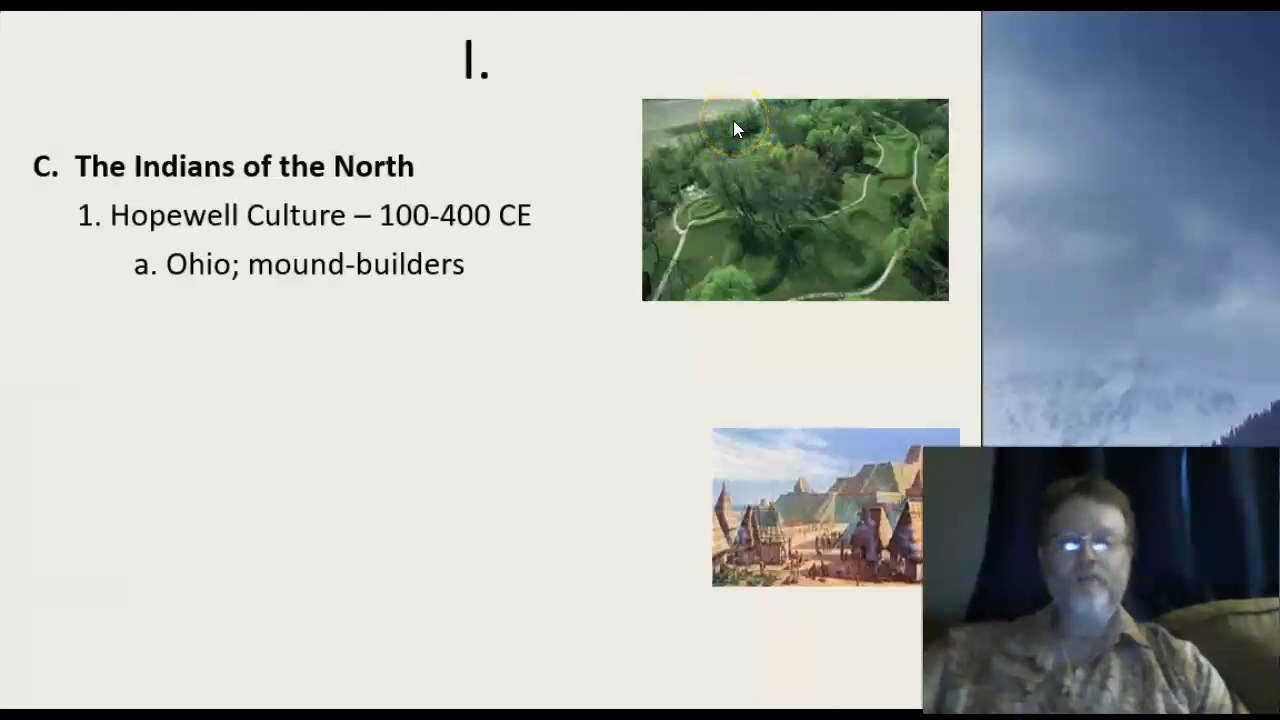 I.
C. The Indians of the North
1. Hopewell Culture – 100-400 CE
a. Ohio; mound-builders